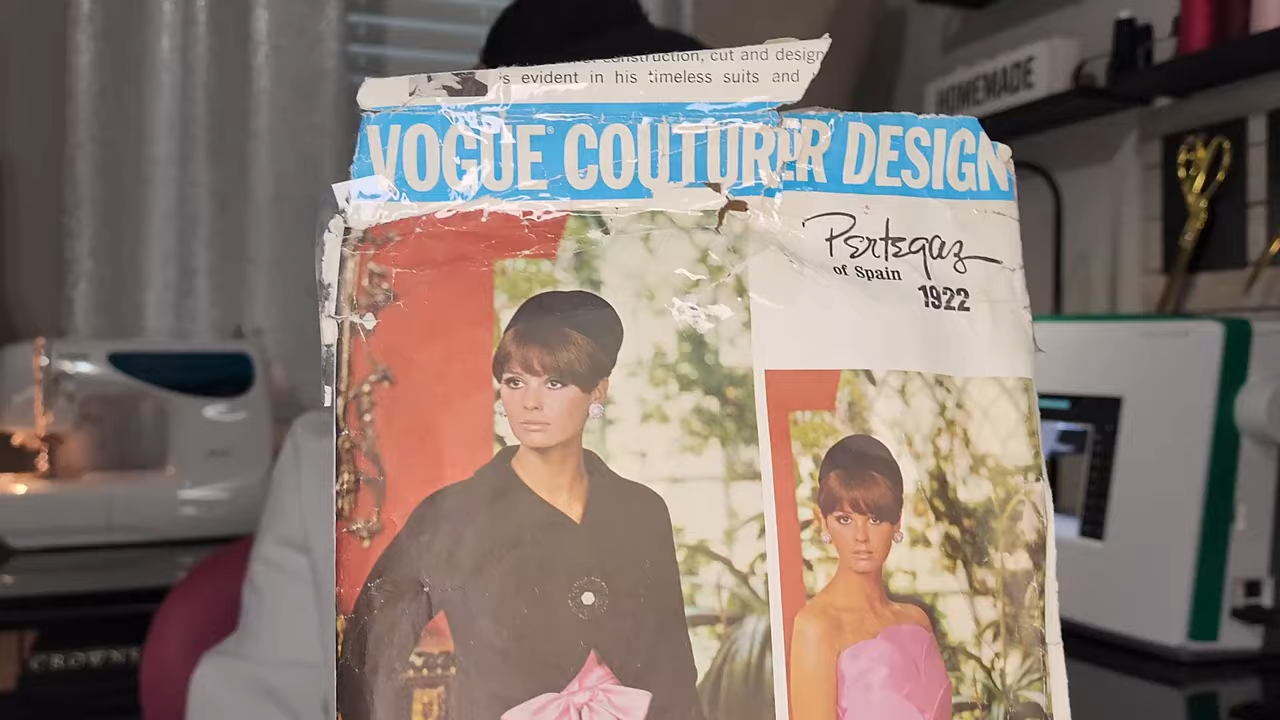 construction, cut and design
is evident in his timeless suits and
VOGUE COUTURIER DESIGN
Pertegaz
of Spain
1922
HOMEMADE